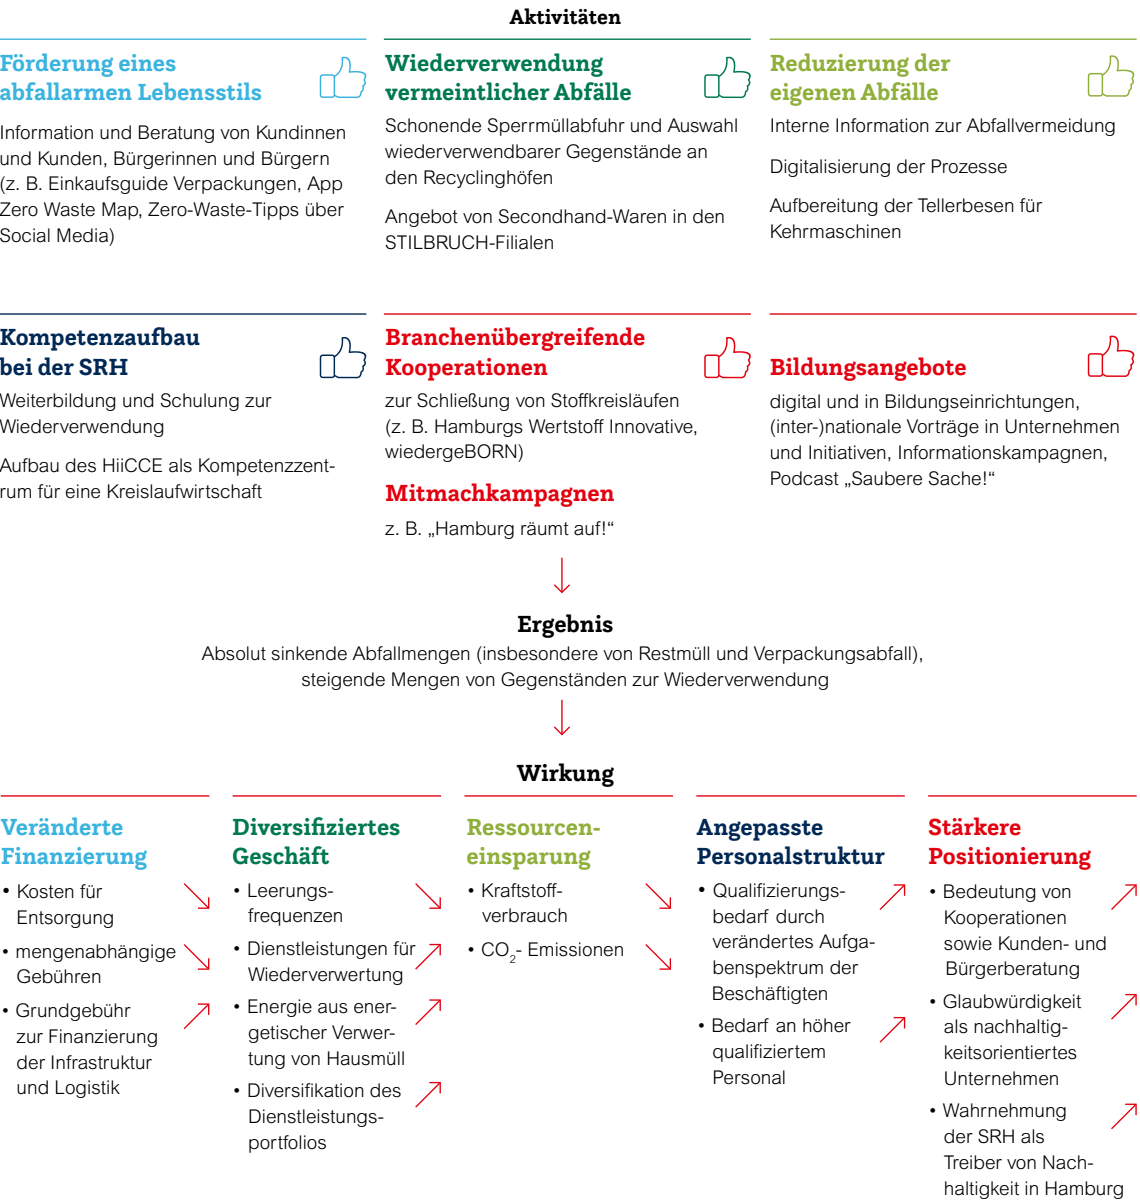 Aktivitäten
Förderung eines
abfallarmen Lebensstils
Information und Beratung von Kundinnen
und Kunden, Bürgerinnen und Bürgern
(z. B. Einkaufsguide Verpackungen, App
Zero Waste Map, Zero-Waste-Tipps über
Social Media)
Wiederverwendung
vermeintlicher Abfälle
Schonende Sperrmüllabfuhr und Auswahl
wiederverwendbarer Gegenstände an
den Recyclinghöfen
Angebot von Secondhand-Waren in den
STILBRUCH-Filialen
Reduzierung der
eigenen Abfälle
Interne Information zur Abfallvermeidung
Digitalisierung der Prozesse
Aufbereitung der Tellerbesen für
Kehrmaschinen
Kompetenzaufbau
bei der SRH
Weiterbildung und Schulung zur
Wiederverwendung
Aufbau des HiiCCE als Kompetenzzent-
rum für eine Kreislaufwirtschaft
Branchenübergreifende
Kooperationen
zur Schließung von Stoffkreisläufen
(z. B. Hamburgs Wertstoff Innovative,
wiedergeBORN)
Mitmachkampagnen
z. B. „Hamburg räumt auf!“
Bildungsangebote
digital und in Bildungseinrichtungen,
(inter-)nationale Vorträge in Unternehmen
und Initiativen, Informationskampagnen,
Podcast „Saubere Sache!“
Ergebnis
Absolut sinkende Abfallmengen (insbesondere von Restmüll und Verpackungsabfall),
steigende Mengen von Gegenständen zur Wiederverwendung
Wirkung
Veränderte
Finanzierung
• Kosten für
Entsorgung
• mengenabhängige
Gebühren
• Grundgebühr
zur Finanzierung
der Infrastruktur
und Logistik
Diversifiziertes
Geschäft
• Leerungs-
frequenzen
• Dienstleistungen für
Wiederverwertung
• Energie aus ener-
getischer Verwer-
tung von Hausmüll
• Diversifikation des
Dienstleistungs-
portfolios
Ressourcen-
einsparung
• Kraftstoff-
verbrauch
• CO₂- Emissionen
Angepasste
Personalstruktur
• Qualifizierungs-
bedarf durch
verändertes Aufga-
benspektrum der
Beschäftigten
• Bedarf an höher
qualifiziertem
Personal
Stärkere
Positionierung
• Bedeutung von
Kooperationen
sowie Kunden- und
Bürgerberatung
• Glaubwürdigkeit
als nachhaltig-
keitsorientiertes
Unternehmen
• Wahrnehmung
der SRH als
Treiber von Nach-
haltigkeit in Hamburg